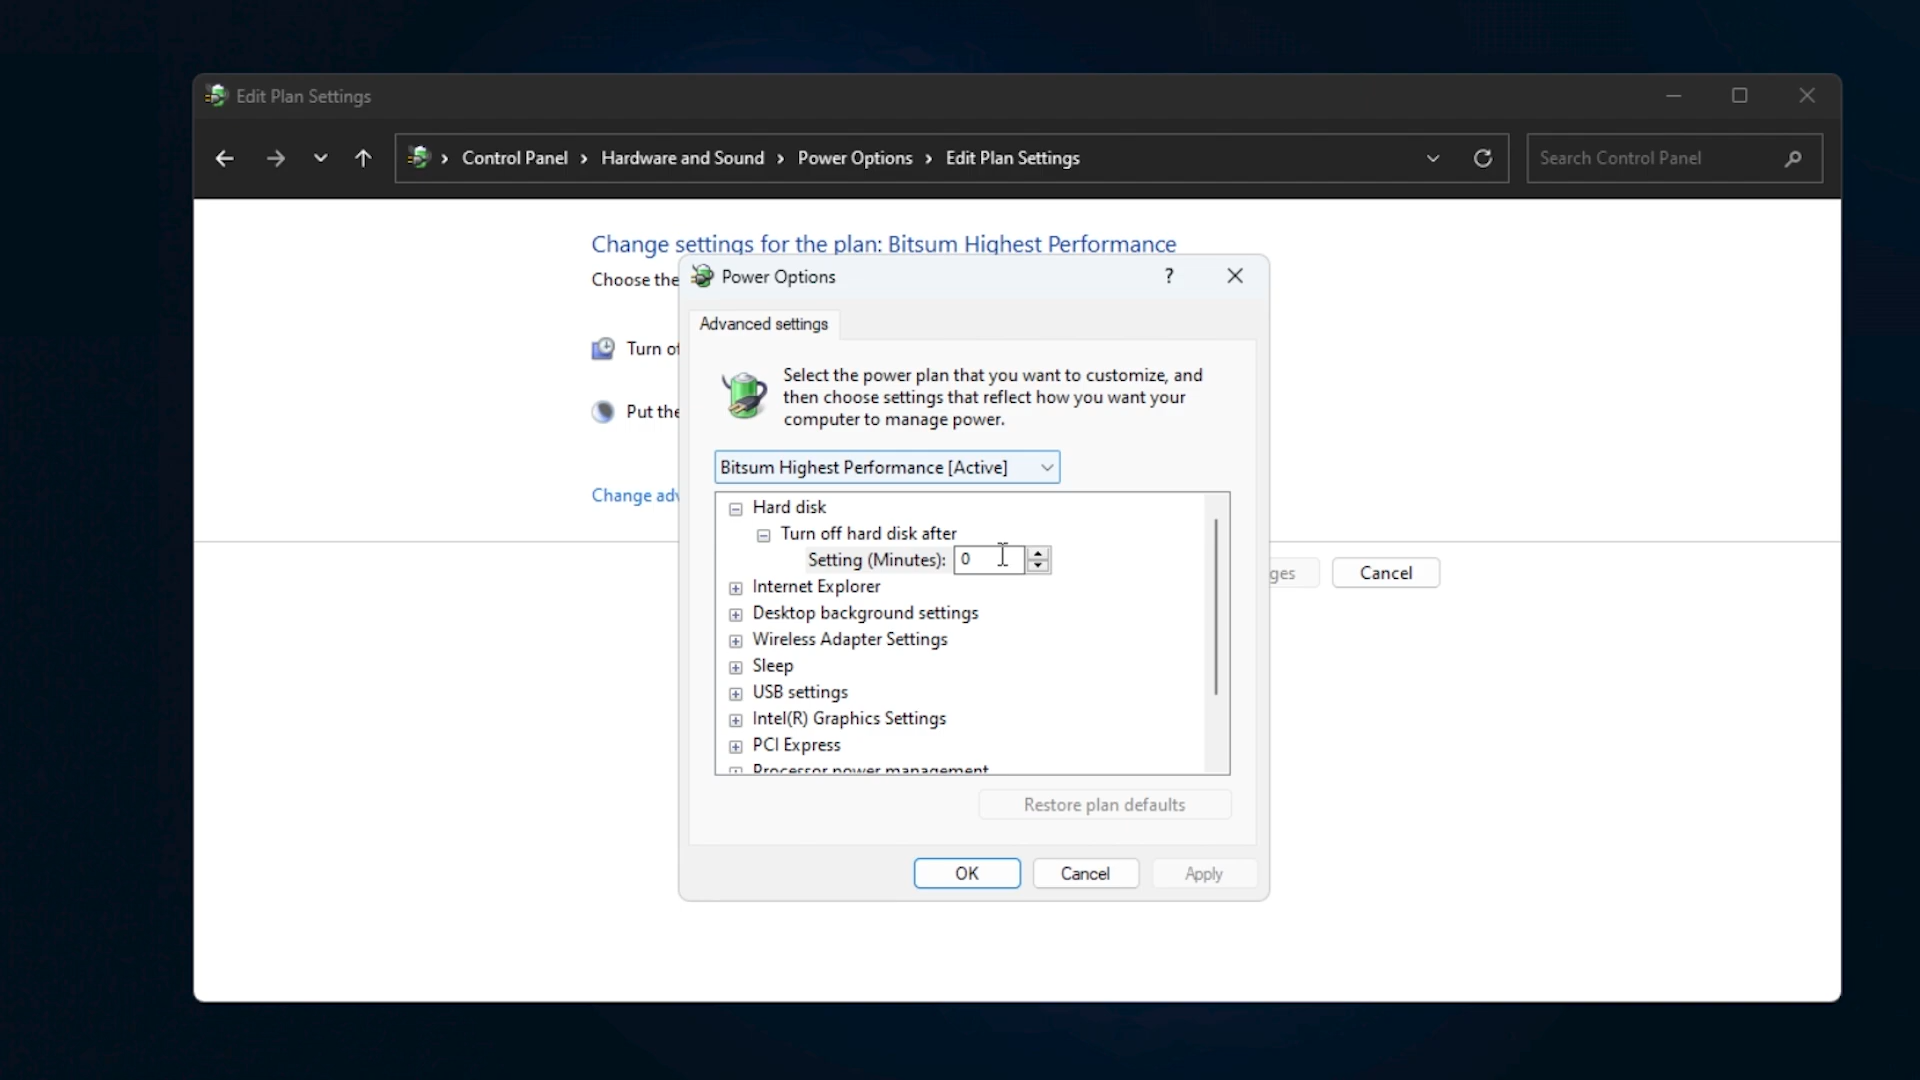 Edit Plan Settings
Control Panel > Hardware and Sound > Power Options > Edit Plan Settings
Search Control Panel
Change settings for the plan: Bitsum Highest Performance
Choose the
Power Options
?
Advanced settings
Turn of
Select the power plan that you want to customize, and
then choose settings that reflect how you want your
computer to manage power.
Put the
Bitsum Highest Performance [Active]
Change adv
Hard disk
Turn off hard disk after
Setting (Minutes): 0
ges
Cancel
Internet Explorer
Desktop background settings
Wireless Adapter Settings
Sleep
USB settings
Intel(R) Graphics Settings
PCI Express
Processor power management
Restore plan defaults
OK
Cancel
Apply